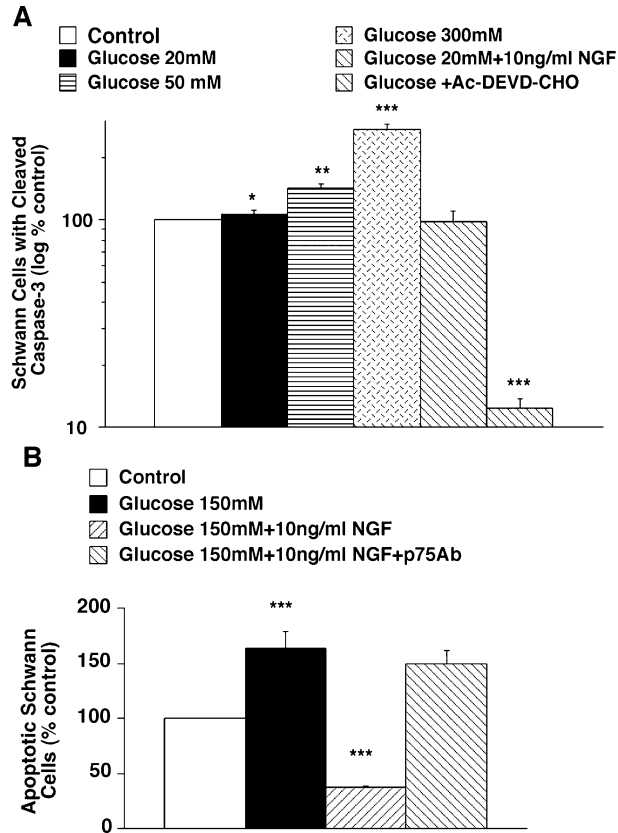 A
Control
Glucose 20mM
Glucose 50 mM
Glucose 300mM
Glucose 20mM+10ng/ml NGF
Glucose +Ac-DEVD-CHO
Schwann Cells with Cleaved
Caspase-3 (log % control)
100
10
*
**
***
***
B
Control
Glucose 150mM
Glucose 150mM+10ng/ml NGF
Glucose 150mM+10ng/ml NGF+p75Ab
Apoptotic Schwann
Cells (% control)
200
150
100
50
0
***
***